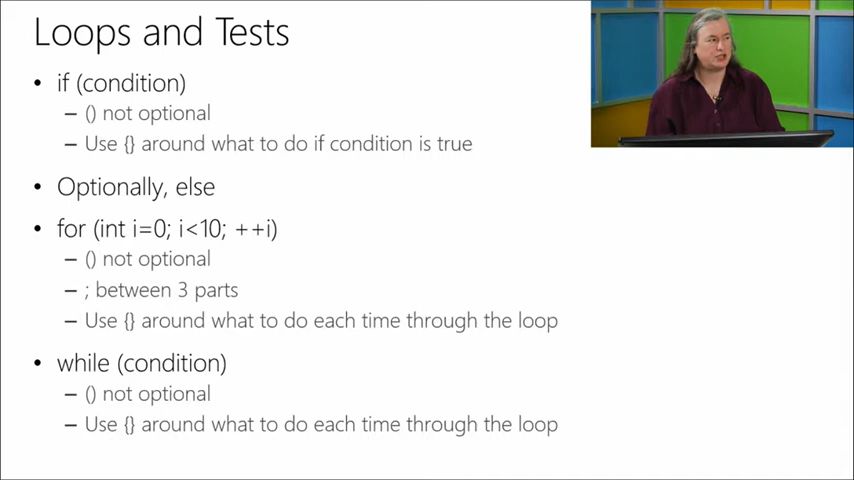 Loops and Tests
• if (condition)
– () not optional
– Use {} around what to do if condition is true
• Optionally, else
• for (int i=0; i<10; ++i)
– () not optional
– ; between 3 parts
– Use {} around what to do each time through the loop
• while (condition)
– () not optional
– Use {} around what to do each time through the loop